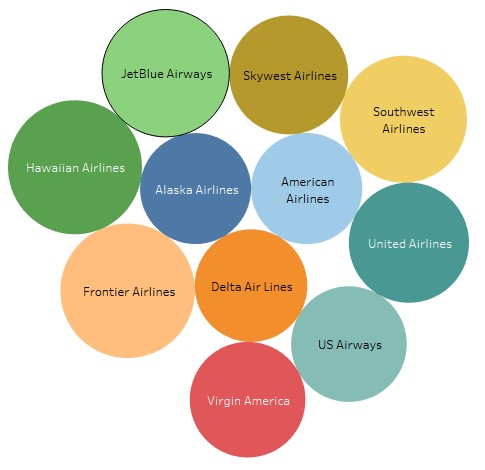 JetBlue Airways
Skywest Airlines
Southwest
Airlines
Hawaiian Airlines
Alaska Airlines
American
Airlines
United Airlines
Frontier Airlines
Delta Air Lines
US Airways
Virgin America